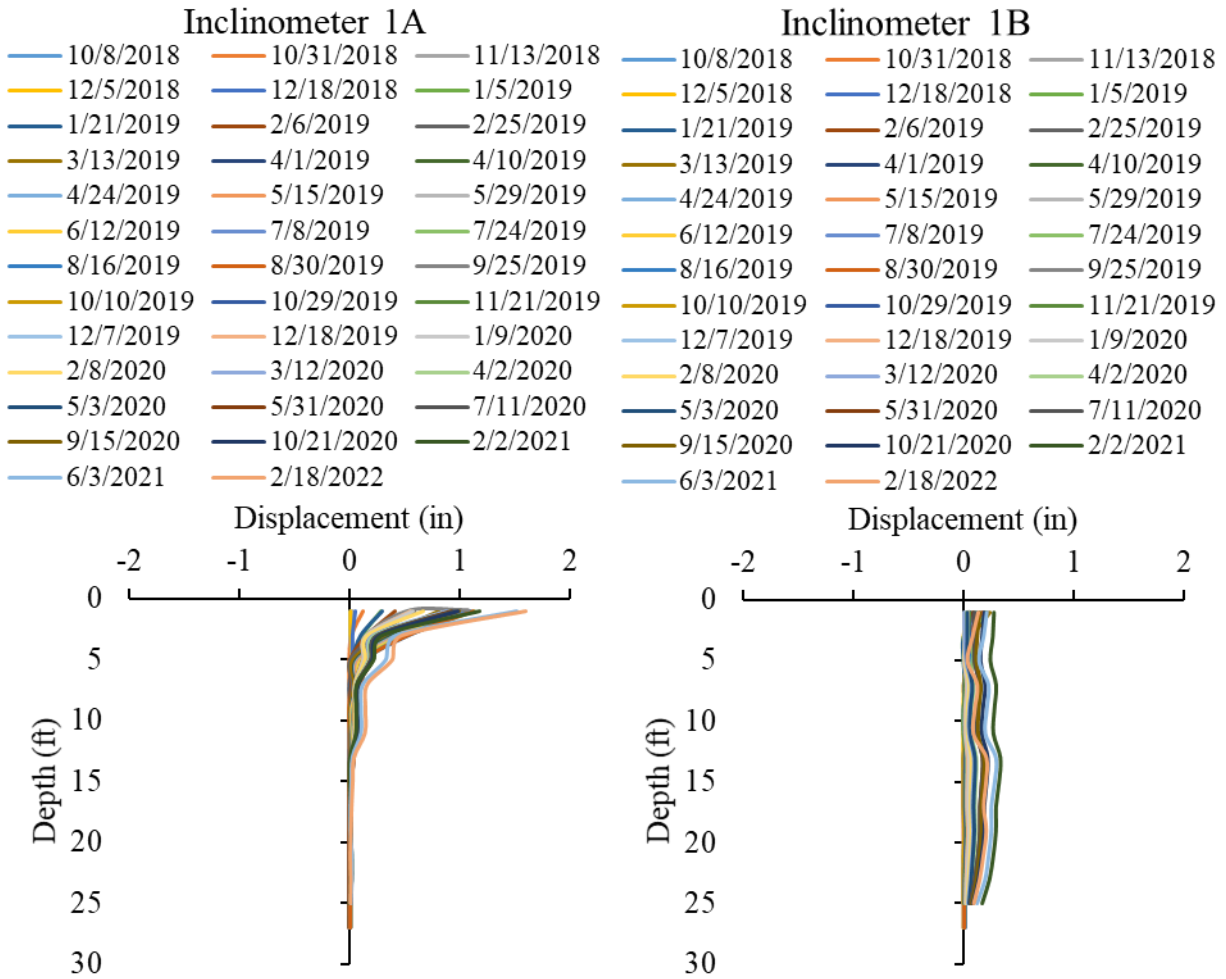 Inclinometer 1A
10/8/2018 10/31/2018 11/13/2018
12/5/2018 12/18/2018 1/5/2019
1/21/2019 2/6/2019 2/25/2019
3/13/2019 4/1/2019 4/10/2019
4/24/2019 5/15/2019 5/29/2019
6/12/2019 7/8/2019 7/24/2019
8/16/2019 8/30/2019 9/25/2019
10/10/2019 10/29/2019 11/21/2019
12/7/2019 12/18/2019 1/9/2020
2/8/2020 3/12/2020 4/2/2020
5/3/2020 5/31/2020 7/11/2020
9/15/2020 10/21/2020 2/2/2021
6/3/2021 2/18/2022
Displacement (in)
-2 -1 0 1 2
0
5
10
15
20
25
30
Depth (ft)
Inclinometer 1B
10/8/2018 10/31/2018 11/13/2018
12/5/2018 12/18/2018 1/5/2019
1/21/2019 2/6/2019 2/25/2019
3/13/2019 4/1/2019 4/10/2019
4/24/2019 5/15/2019 5/29/2019
6/12/2019 7/8/2019 7/24/2019
8/16/2019 8/30/2019 9/25/2019
10/10/2019 10/29/2019 11/21/2019
12/7/2019 12/18/2019 1/9/2020
2/8/2020 3/12/2020 4/2/2020
5/3/2020 5/31/2020 7/11/2020
9/15/2020 10/21/2020 2/2/2021
6/3/2021 2/18/2022
Displacement (in)
-2 -1 0 1 2
0
5
10
15
20
25
30
Depth (ft)